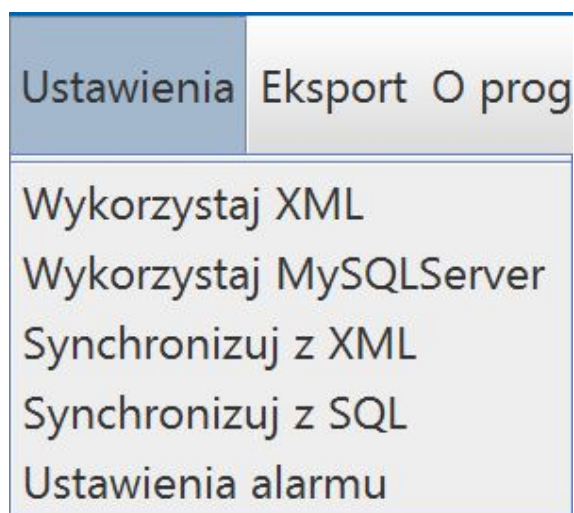 Ustawienia Eksport O prog
Wykorzystaj XML
Wykorzystaj MySQLServer
Synchronizuj z XML
Synchronizuj z SQL
Ustawienia alarmu